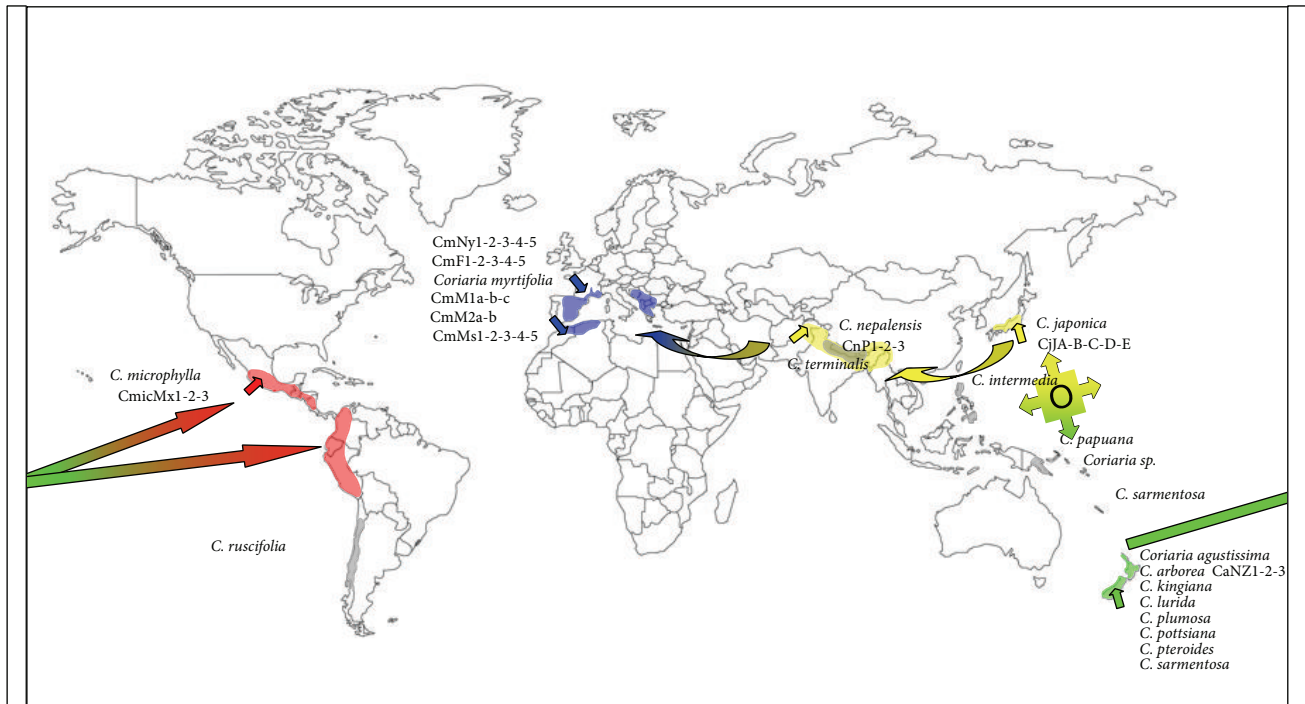 CmNy1-2-3-4-5
CmF1-2-3-4-5
Coriaria myrtifolia
CmM1a-b-c
CmM2a-b
CmMs1-2-3-4-5
C. microphylla
CmicMx1-2-3
C. ruscifolia
C. nepalensis
CnP1-2-3
C. terminalis
C. japonica
CjJA-B-C-D-E
C. intermedia
O
C. papuana
Coriaria sp.
C. sarmentosa
Coriaria agustissima
C. arborea CaNZ1-2-3
C. kingiana
C. lurida
C. plumosa
C. pottsiana
C. pteroides
C. sarmentosa